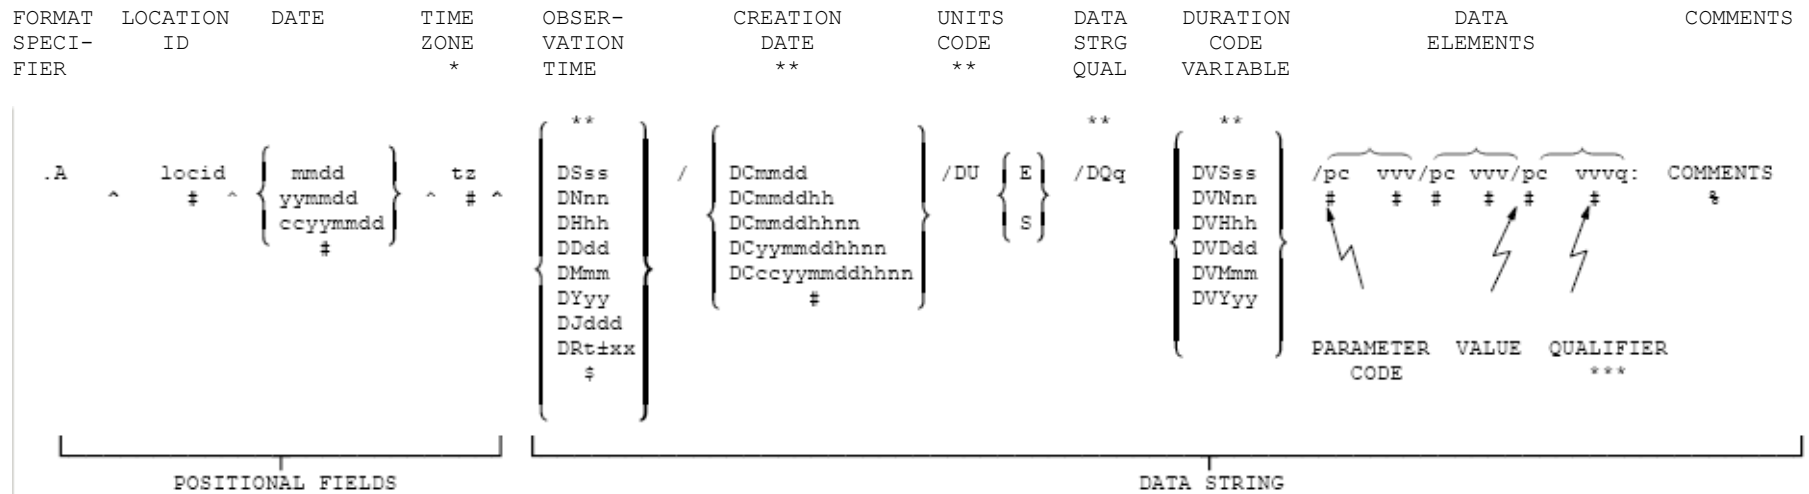 FORMAT LOCATION DATE TIME OBSER- CREATION UNITS DATA DURATION DATA COMMENTS
SPECI- ID ZONE VATION DATE CODE STRG CODE ELEMENTS
FIER * TIME ** ** QUAL VARIABLE
** ** **
.A locid mmdd tz DSss / DCmmdd /DU E /DQq DVSss /pc vvv/pc vvv/pc vvvq: COMMENTS
^ # ^ yymmdd ^ # ^ DNnn DCmmddhh DVNnn # # # # # # %
ccyymmdd DHhh DCmmddhhnn S DVHhh
# DDdd DCyymmddhhnn DVDdd
DMmm DCccyymmddhhnn DVMmm
DYyy # DVYyy
DJddd
DRt±xx PARAMETER VALUE QUALIFIER
$ CODE ***
POSITIONAL FIELDS DATA STRING